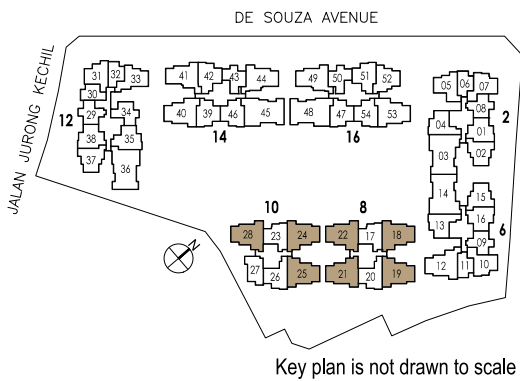 DE SOUZA AVENUE
JALAN JURONG KECHIL
31 32 33 41 42 43 44 49 50 51 52 05 06 07
30 08
29 34 40 39 46 45 48 47 54 53 04 01
12 14 16 2
38 35 03 02
37 36
14 15
13 16
10 8 6
28 23 24 22 17 18 09
27 26 25 21 20 19 12 11 10
N
Key plan is not drawn to scale